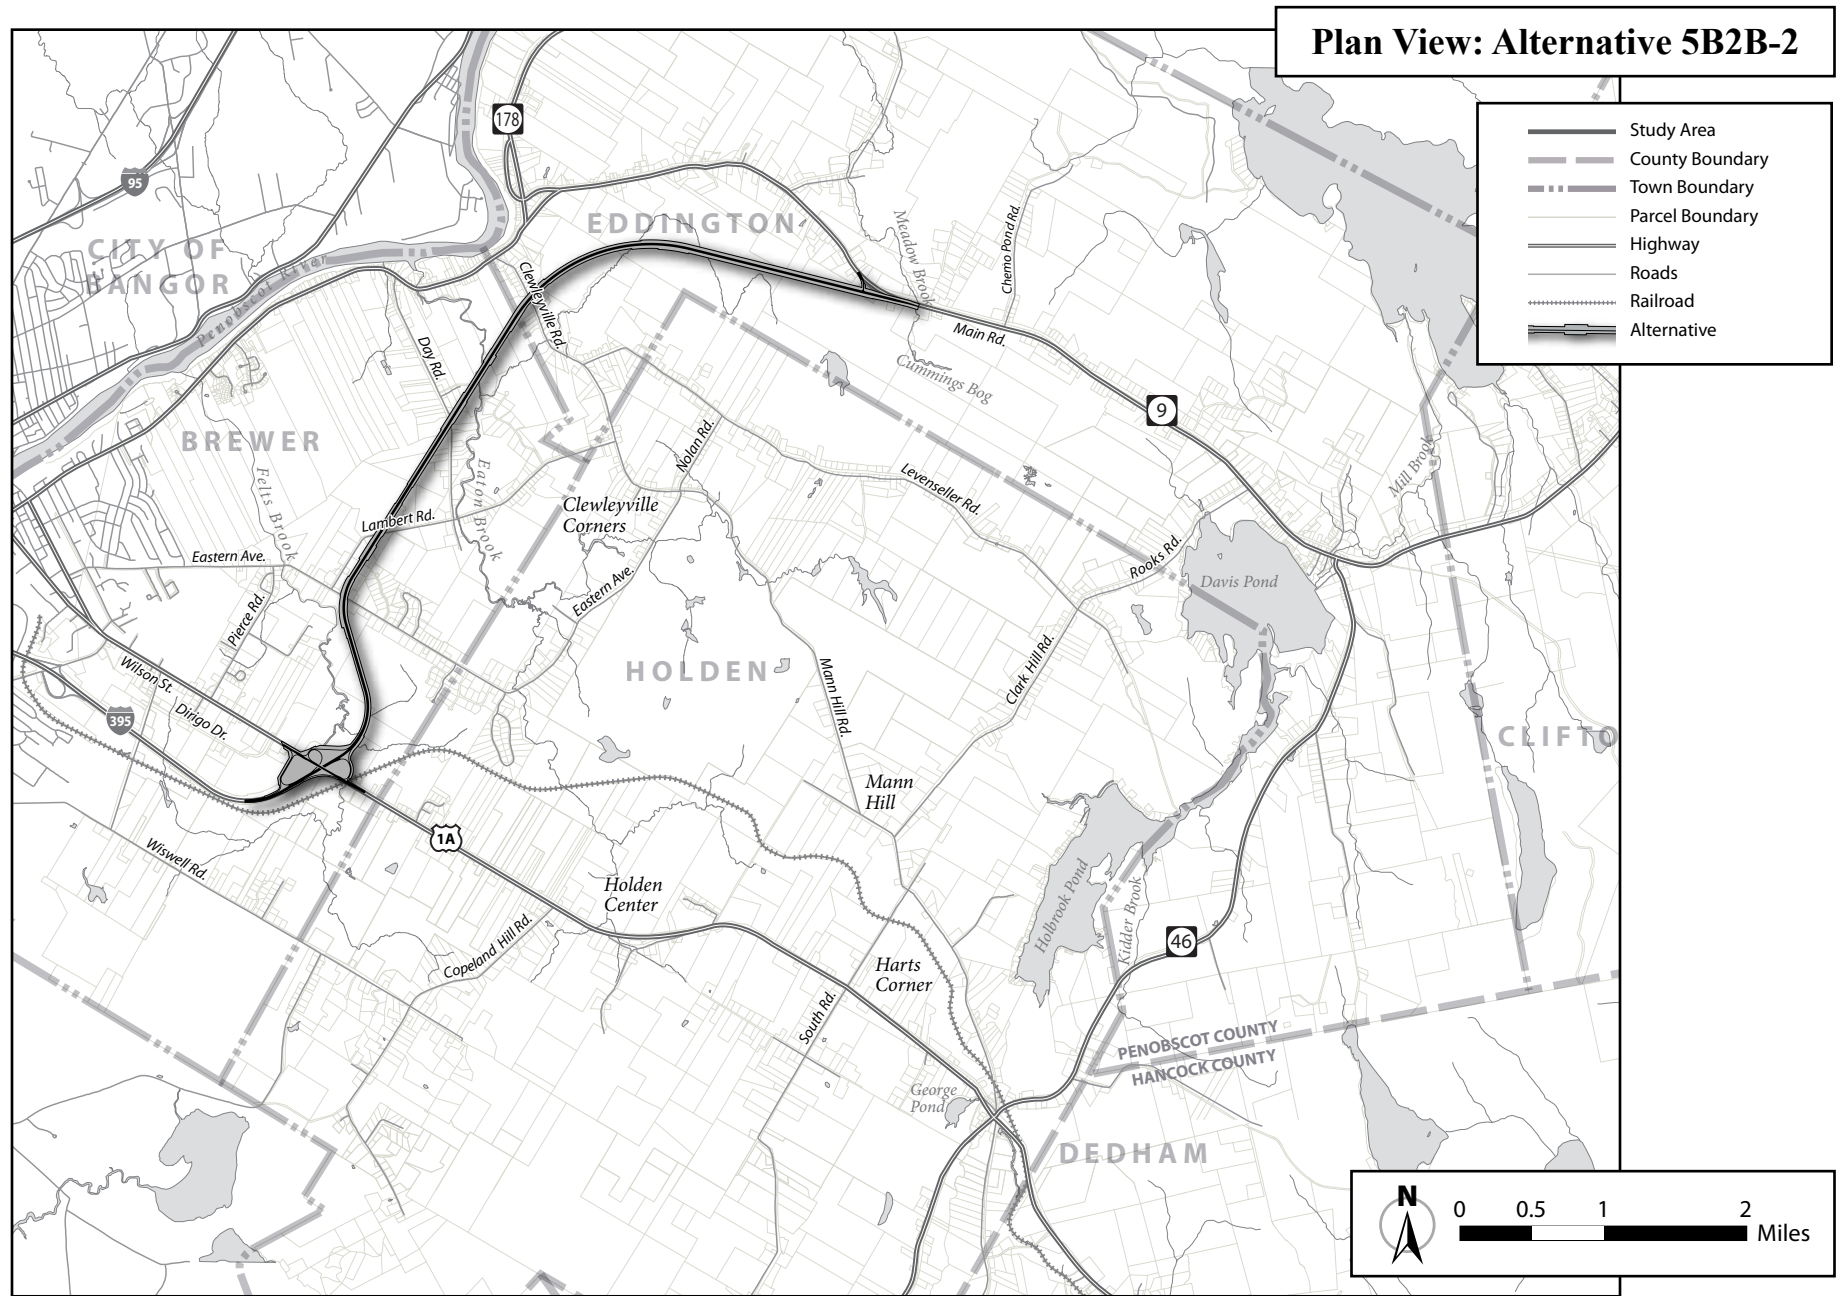 Plan View: Alternative 5B2B-2
Study Area
County Boundary
Town Boundary
Parcel Boundary
Highway
Roads
Railroad
Alternative
178
95
EDDINGTON
CITY OF
BANGOR
Penobscot River
Meadow Brook
Chemo Pond Rd.
Clewleyville Rd.
Main Rd.
Day Rd.
Cummings Bog
9
BREWER
Felts Brook
Eaton Brook
Nolan Rd.
Mill Brook
Levenseller Rd.
Clewleyville
Corners
Lambert Rd.
Eastern Ave.
Eastern Ave.
Rooks Rd.
Davis Pond
Pierce Rd.
HOLDEN
Wilson St.
Dirigo Dr.
395
Mann Hill Rd.
Clark Hill Rd.
CLIFTO
Mann
Hill
1A
Wiswell Rd.
Holden
Center
Copeland Hill Rd.
Holbrook Pond
Kidder Brook
46
Harts
Corner
South Rd.
PENOBSCOT COUNTY
HANCOCK COUNTY
George
Pond
DEDHAM
N
0 0.5 1 2
Miles